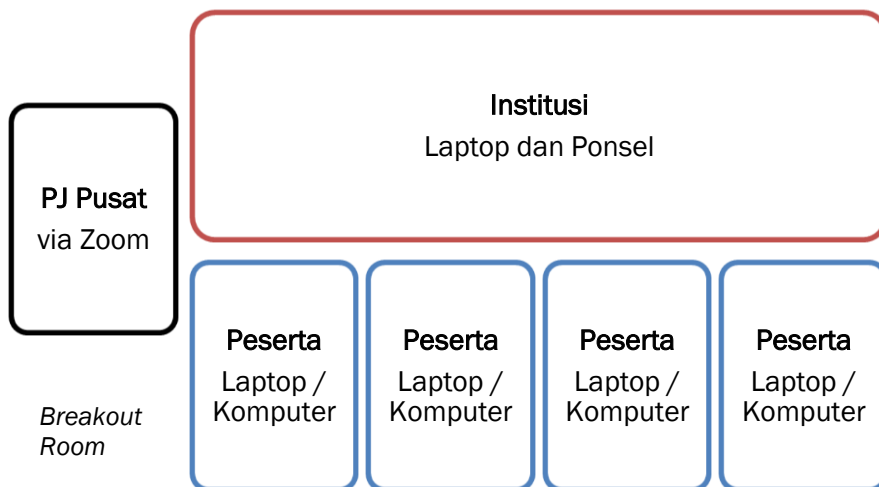 Institusi
Laptop dan Ponsel
PJ Pusat
via Zoom
Peserta
Laptop /
Komputer
Peserta
Laptop /
Komputer
Peserta
Laptop /
Komputer
Peserta
Laptop /
Komputer
Breakout
Room